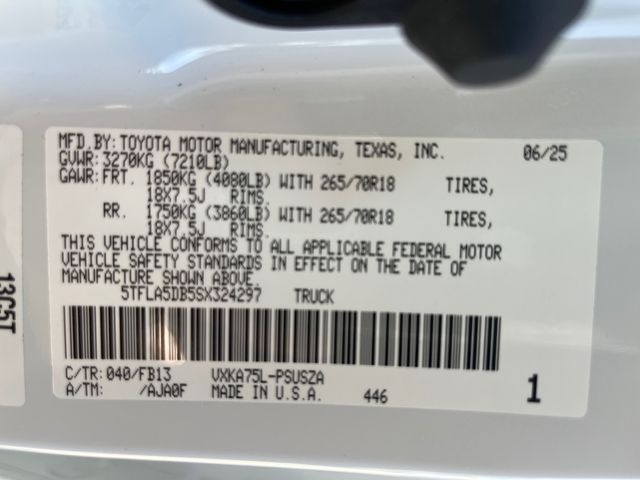 MFD.BY: TOYOTA MOTOR MANUFACTURING, TEXAS, INC. 06/25
GVWR: 3270KG (7210LB)
GAWR: FRT. 1850KG (4080LB) WITH 265/70R18 TIRES,
18X7.5J RIMS.
RR. 1750KG (3860LB) WITH 265/70R18 TIRES,
18X7.5J RIMS.
THIS VEHICLE CONFORMS TO ALL APPLICABLE FEDERAL MOTOR
VEHICLE SAFETY STANDARDS IN EFFECT ON THE DATE OF
MANUFACTURE SHOWN ABOVE.
5TFLA5DB5SX324297 TRUCK
C/TR: 040/FB13 VXKA75L-PSUSZA
A/TM: /AJA0F MADE IN U.S.A. 446 1
13G5T